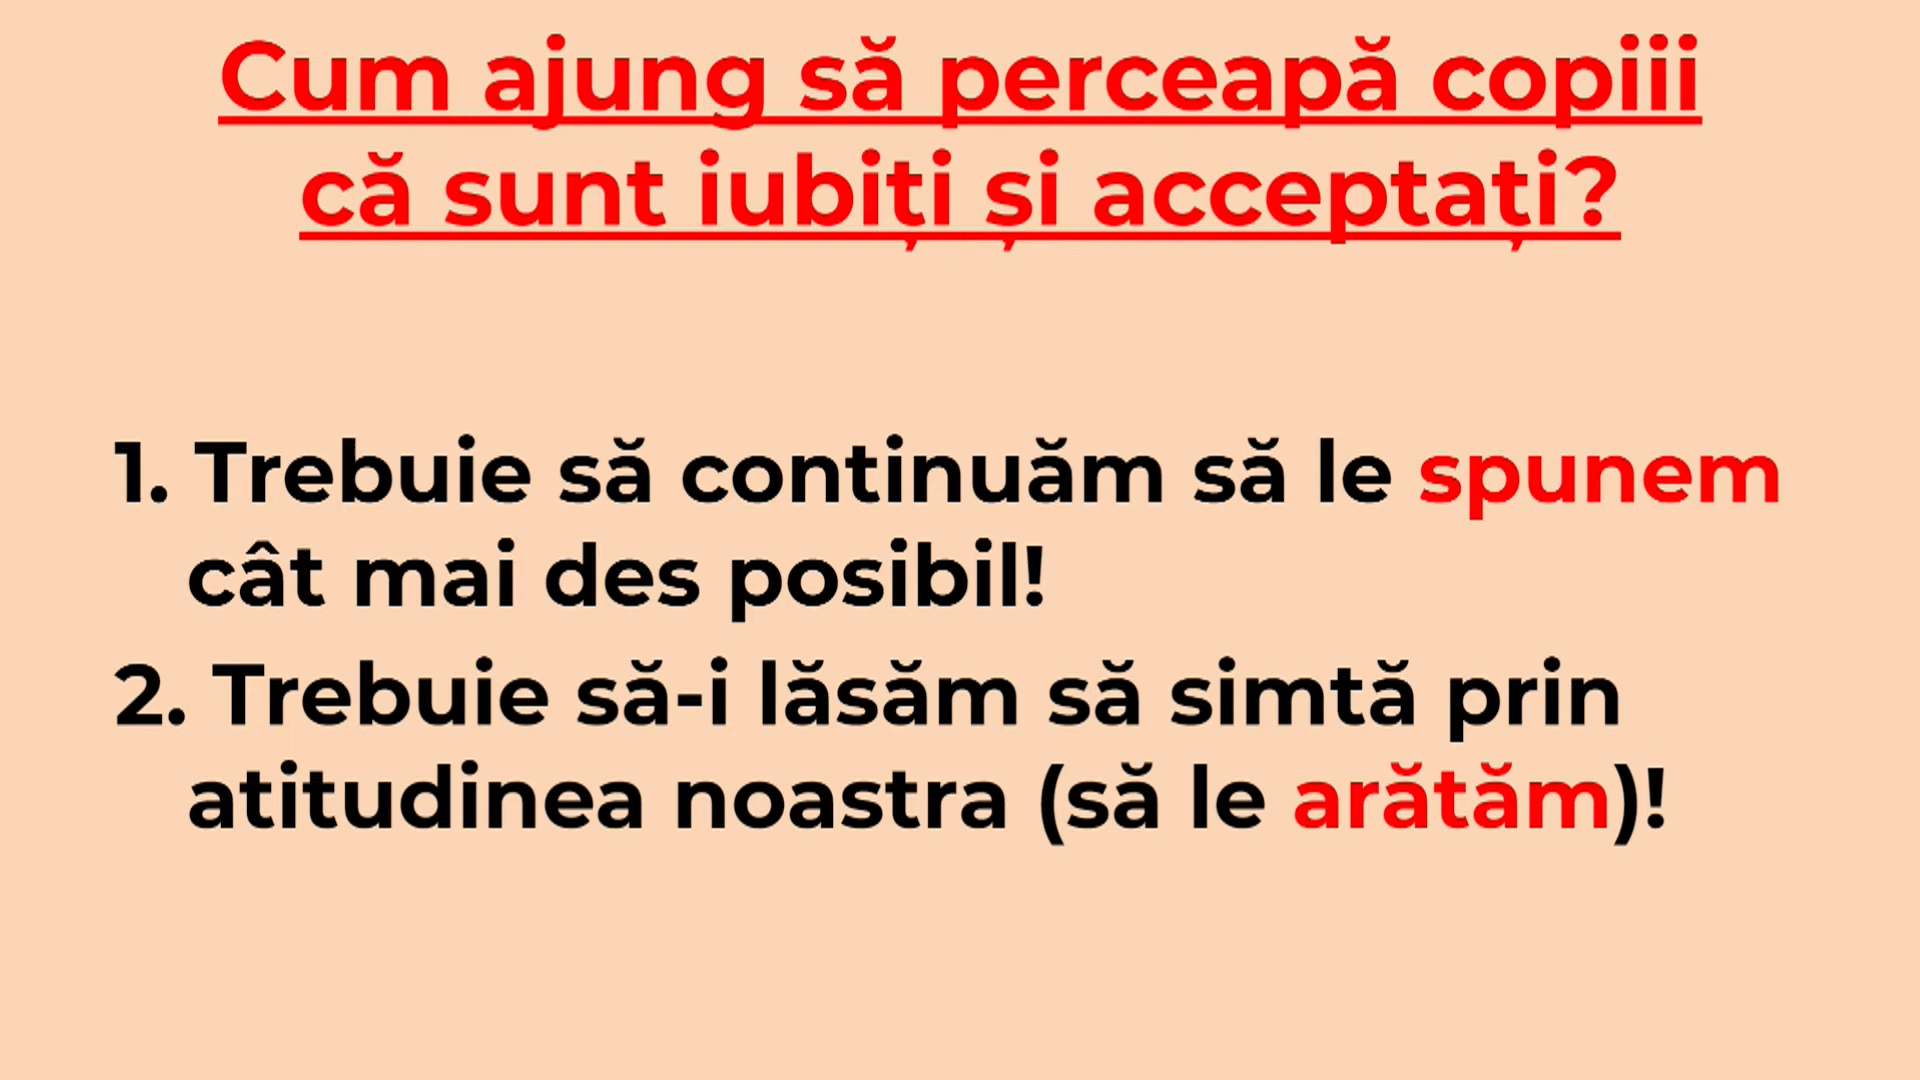 Cum ajung să perceapă copiii
că sunt iubiți și acceptați?
1. Trebuie să continuăm să le spunem
cât mai des posibil!
2. Trebuie să-i lăsăm să simtă prin
atitudinea noastra (să le arătăm)!